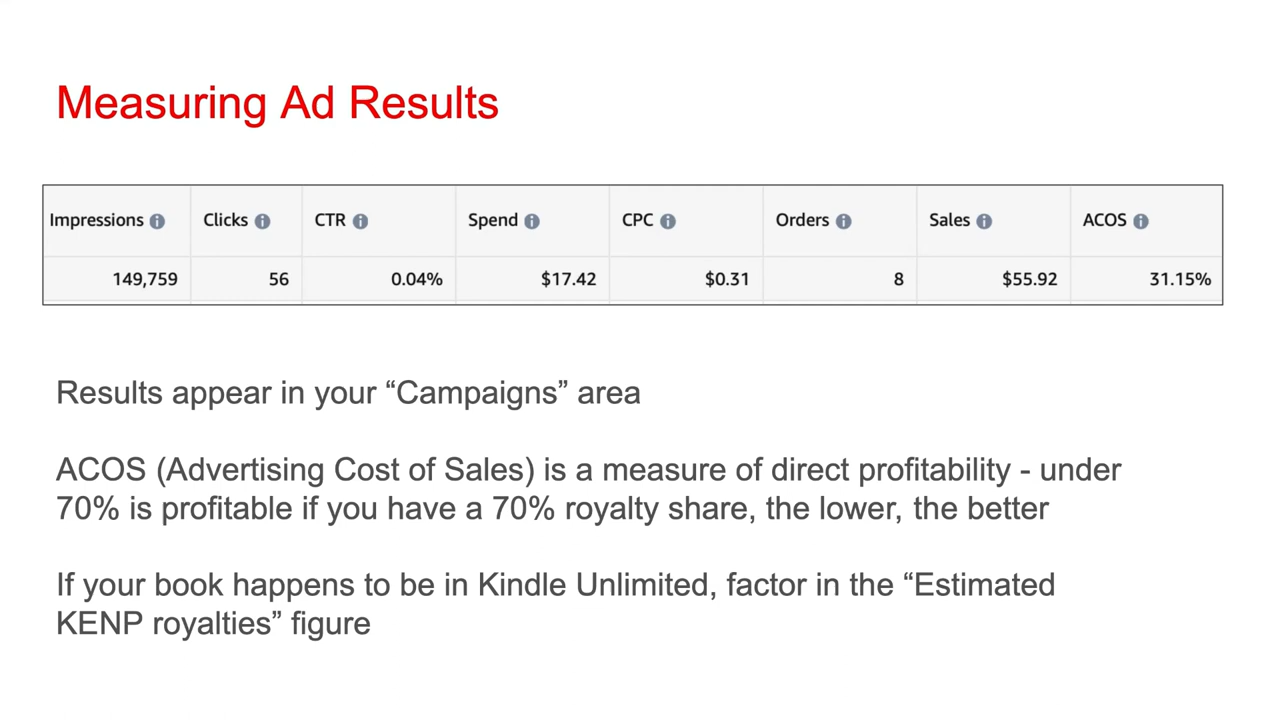 Measuring Ad Results
Impressions Clicks CTR Spend CPC Orders Sales ACOS
149,759 56 0.04% $17.42 $0.31 8 $55.92 31.15%
Results appear in your “Campaigns” area
ACOS (Advertising Cost of Sales) is a measure of direct profitability - under
70% is profitable if you have a 70% royalty share, the lower, the better
If your book happens to be in Kindle Unlimited, factor in the “Estimated
KENP royalties” figure